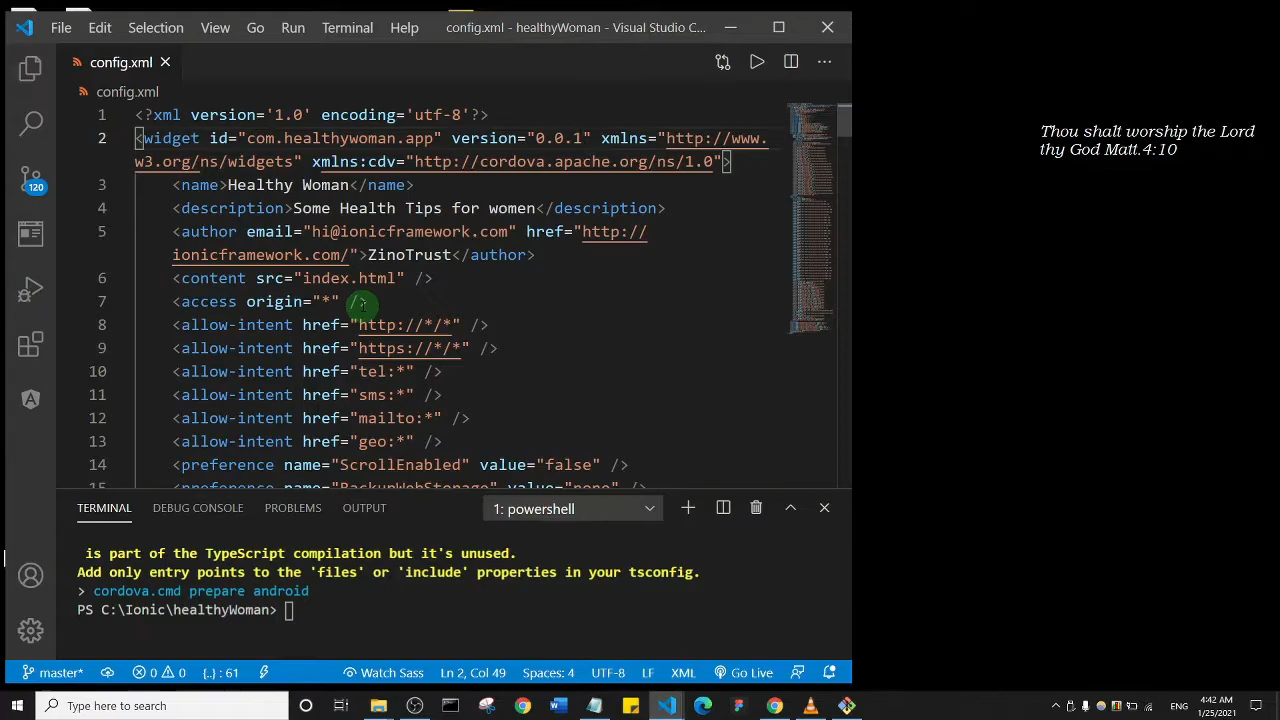 File Edit Selection View Go Run Terminal Help config.xml - healthyWoman - Visual Studio C...
config.xml
config.xml
1 <?xml version='1.0' encoding='utf-8'?>
2 <widget id="com.healthywoman.app" version="0.0.1" xmlns="http://www.
w3.org/ns/widgets" xmlns:cdv="http://cordova.apache.org/ns/1.0">
3 <name>Healthy Woman</name>
4 <description>Some Health Tips for women</description>
5 <author email="hi@ionicframework.com" href="http://
ionicframework.com/">ZinoTrust</author>
6 <content src="index.html" />
7 <access origin="*" />
8 <allow-intent href="http://*/*" />
9 <allow-intent href="https://*/*" />
10 <allow-intent href="tel:*" />
11 <allow-intent href="sms:*" />
12 <allow-intent href="mailto:*" />
13 <allow-intent href="geo:*" />
14 <preference name="ScrollEnabled" value="false" />
15 <preference name="BackupWebStorage" value="none" />
120
TERMINAL DEBUG CONSOLE PROBLEMS OUTPUT 1: powershell
is part of the TypeScript compilation but it's unused.
Add only entry points to the 'files' or 'include' properties in your tsconfig.
> cordova.cmd prepare android
PS C:\Ionic\healthyWoman>
master* 0 0 {..} : 61 Watch Sass Ln 2, Col 49 Spaces: 4 UTF-8 LF XML Go Live
Type here to search
4:42 AM
1/25/2021
Thou shalt worship the Lord
thy God Matt.4:10